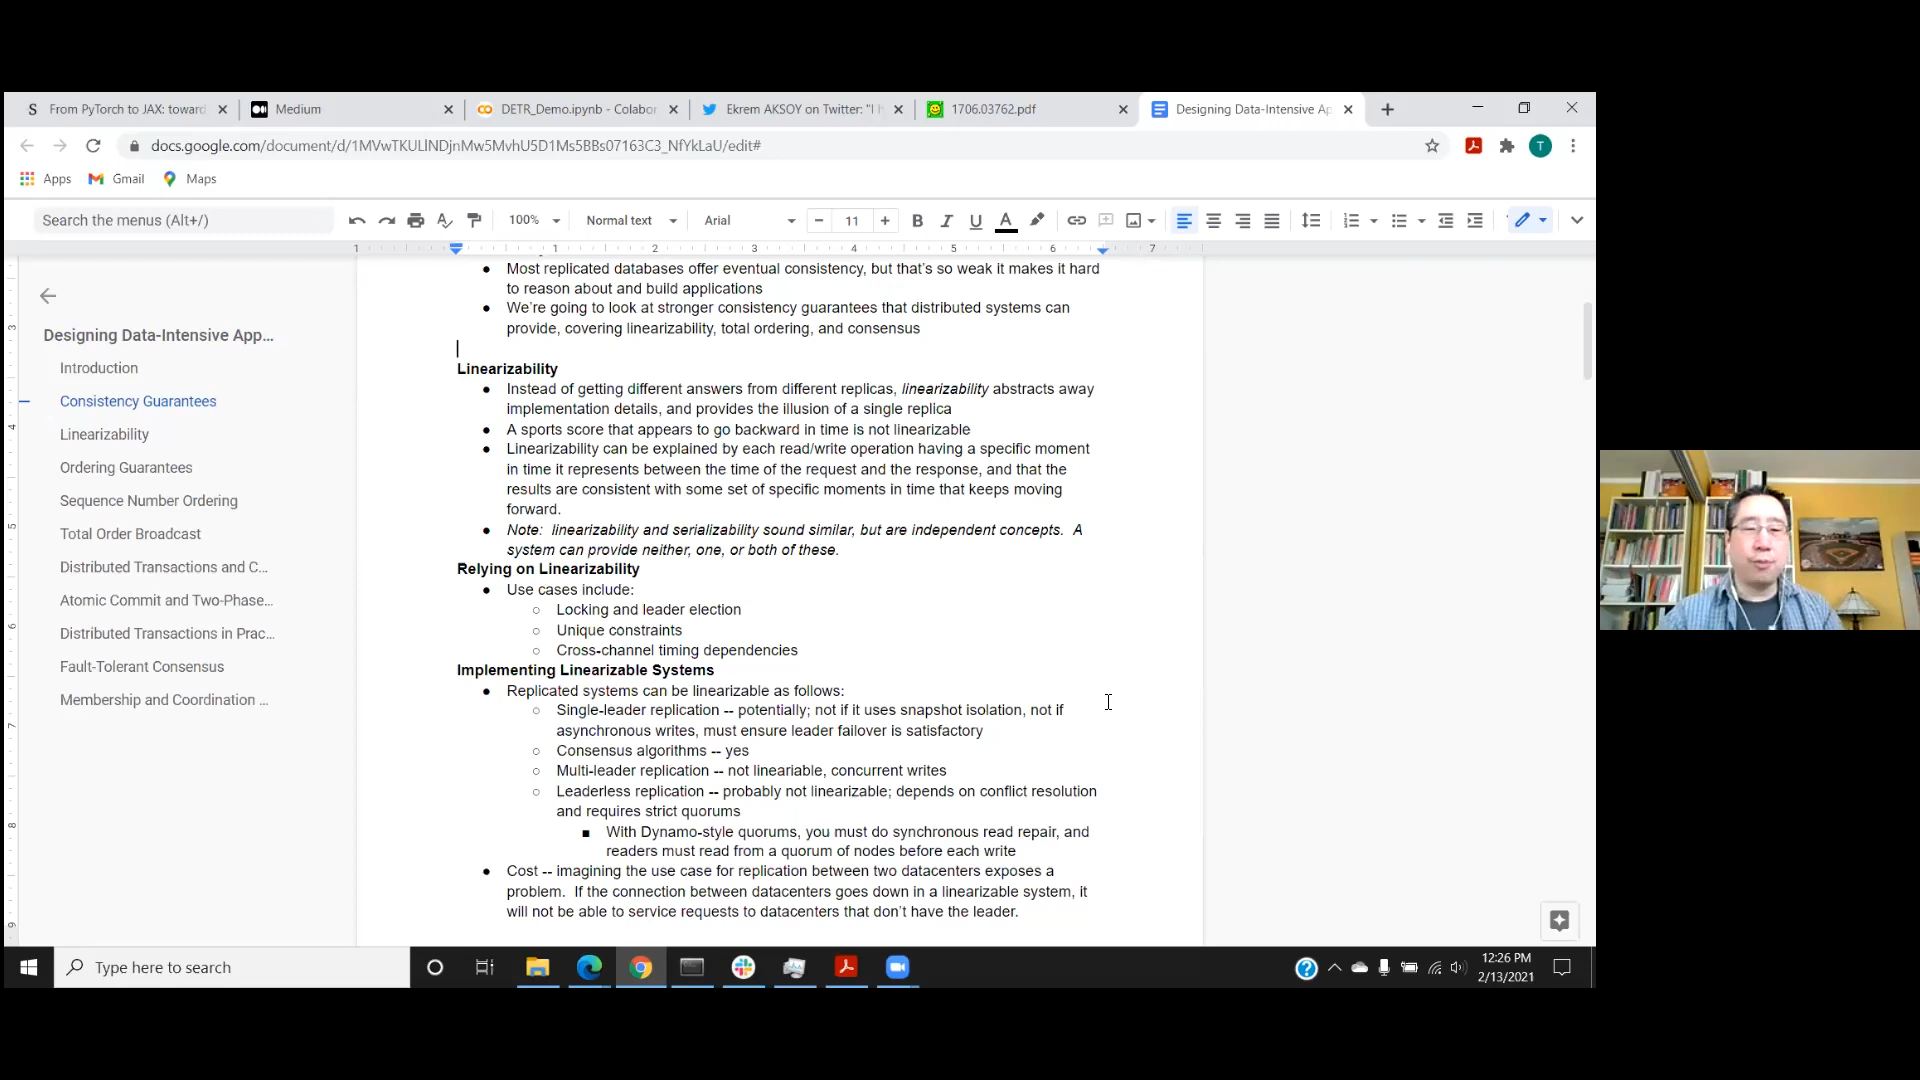 From PyTorch to JAX: toward
Medium
DETR_Demo.ipynb - Colabor
Ekrem AKSOY on Twitter: "I h
1706.03762.pdf
Designing Data-Intensive Ap
docs.google.com/document/d/1MVwTKULlNDjnMw5MvhU5D1Ms5BBs07163C3_NfYkLaU/edit#
T
Apps
Gmail
Maps
Search the menus (Alt+/)
100%
Normal text
Arial
11
1 1 2 3 4 5 6 7
Designing Data-Intensive App...
Introduction
Consistency Guarantees
Linearizability
Ordering Guarantees
Sequence Number Ordering
Total Order Broadcast
Distributed Transactions and C...
Atomic Commit and Two-Phase...
Distributed Transactions in Prac...
Fault-Tolerant Consensus
Membership and Coordination ...
3
4
5
6
7
8
9
● Most replicated databases offer eventual consistency, but that's so weak it makes it hard
to reason about and build applications
● We're going to look at stronger consistency guarantees that distributed systems can
provide, covering linearizability, total ordering, and consensus
Linearizability
● Instead of getting different answers from different replicas, linearizability abstracts away
implementation details, and provides the illusion of a single replica
● A sports score that appears to go backward in time is not linearizable
● Linearizability can be explained by each read/write operation having a specific moment
in time it represents between the time of the request and the response, and that the
results are consistent with some set of specific moments in time that keeps moving
forward.
● Note: linearizability and serializability sound similar, but are independent concepts. A
system can provide neither, one, or both of these.
Relying on Linearizability
● Use cases include:
○ Locking and leader election
○ Unique constraints
○ Cross-channel timing dependencies
Implementing Linearizable Systems
● Replicated systems can be linearizable as follows:
○ Single-leader replication -- potentially; not if it uses snapshot isolation, not if
asynchronous writes, must ensure leader failover is satisfactory
○ Consensus algorithms -- yes
○ Multi-leader replication -- not lineariable, concurrent writes
○ Leaderless replication -- probably not linearizable; depends on conflict resolution
and requires strict quorums
■ With Dynamo-style quorums, you must do synchronous read repair, and
readers must read from a quorum of nodes before each write
● Cost -- imagining the use case for replication between two datacenters exposes a
problem. If the connection between datacenters goes down in a linearizable system, it
will not be able to service requests to datacenters that don't have the leader.
Type here to search
12:26 PM
2/13/2021